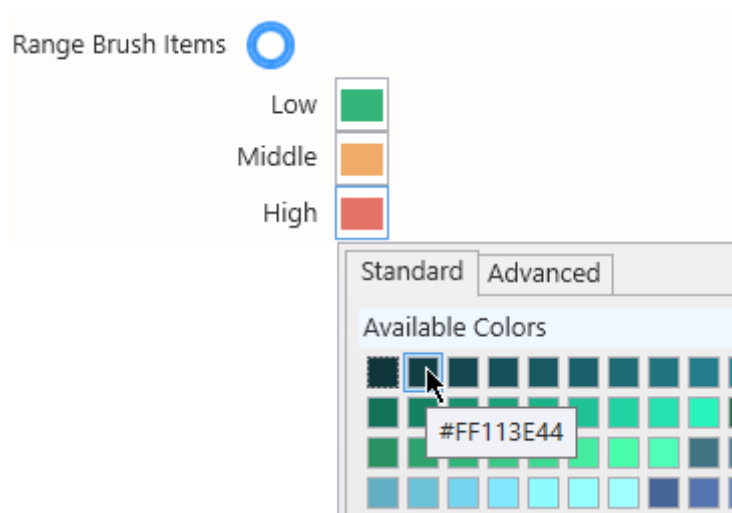 Range Brush Items
Low
Middle
High
Standard Advanced
Available Colors
#FF113E44